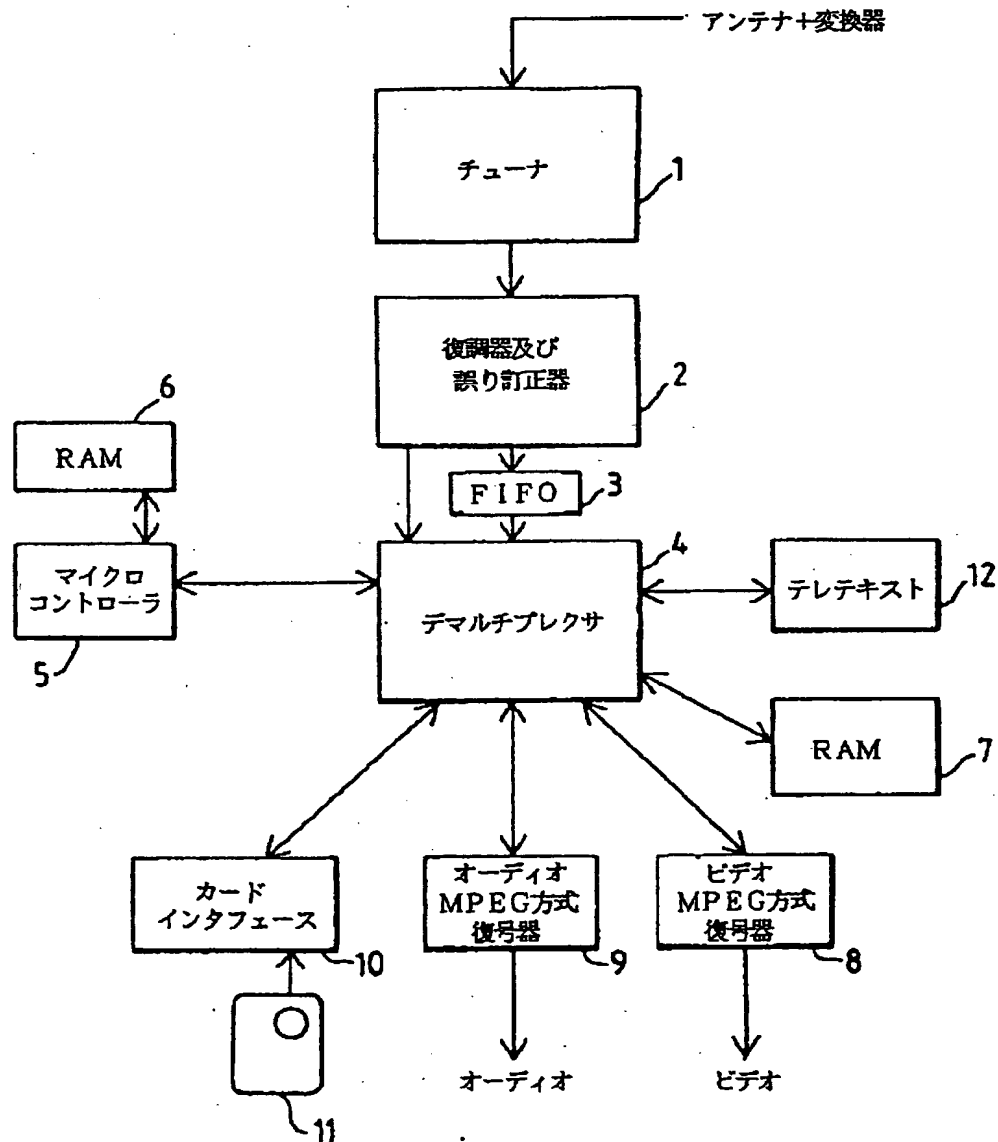 アンテナ+変換器
チューナ
1
復調器及び
誤り訂正器
2
6
RAM
FIFO
3
マイクロ
コントローラ
5
4
デマルチプレクサ
テレテキスト
12
RAM
7
カード
インタフェース
10
オーディオ
MPEG方式
復号器
9
ビデオ
MPEG方式
復号器
8
11
オーディオ
ビデオ